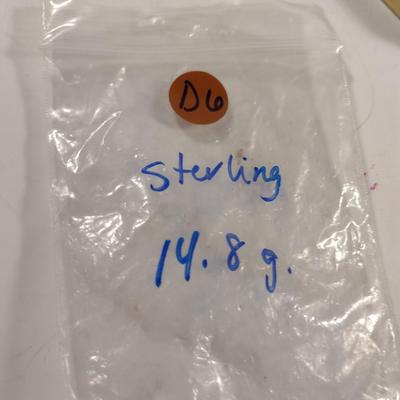 D6
Sterling
14.8 g.